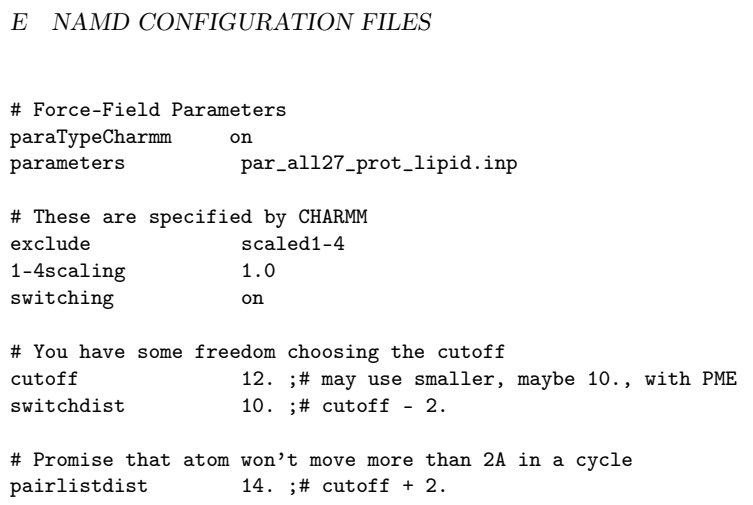 E NAMD CONFIGURATION FILES
# Force-Field Parameters
paraTypeCharmm on
parameters par_all27_prot_lipid.inp
# These are specified by CHARMM
exclude scaled1-4
1-4scaling 1.0
switching on
# You have some freedom choosing the cutoff
cutoff 12. ;# may use smaller, maybe 10., with PME
switchdist 10. ;# cutoff - 2.
# Promise that atom won't move more than 2A in a cycle
pairlistdist 14. ;# cutoff + 2.